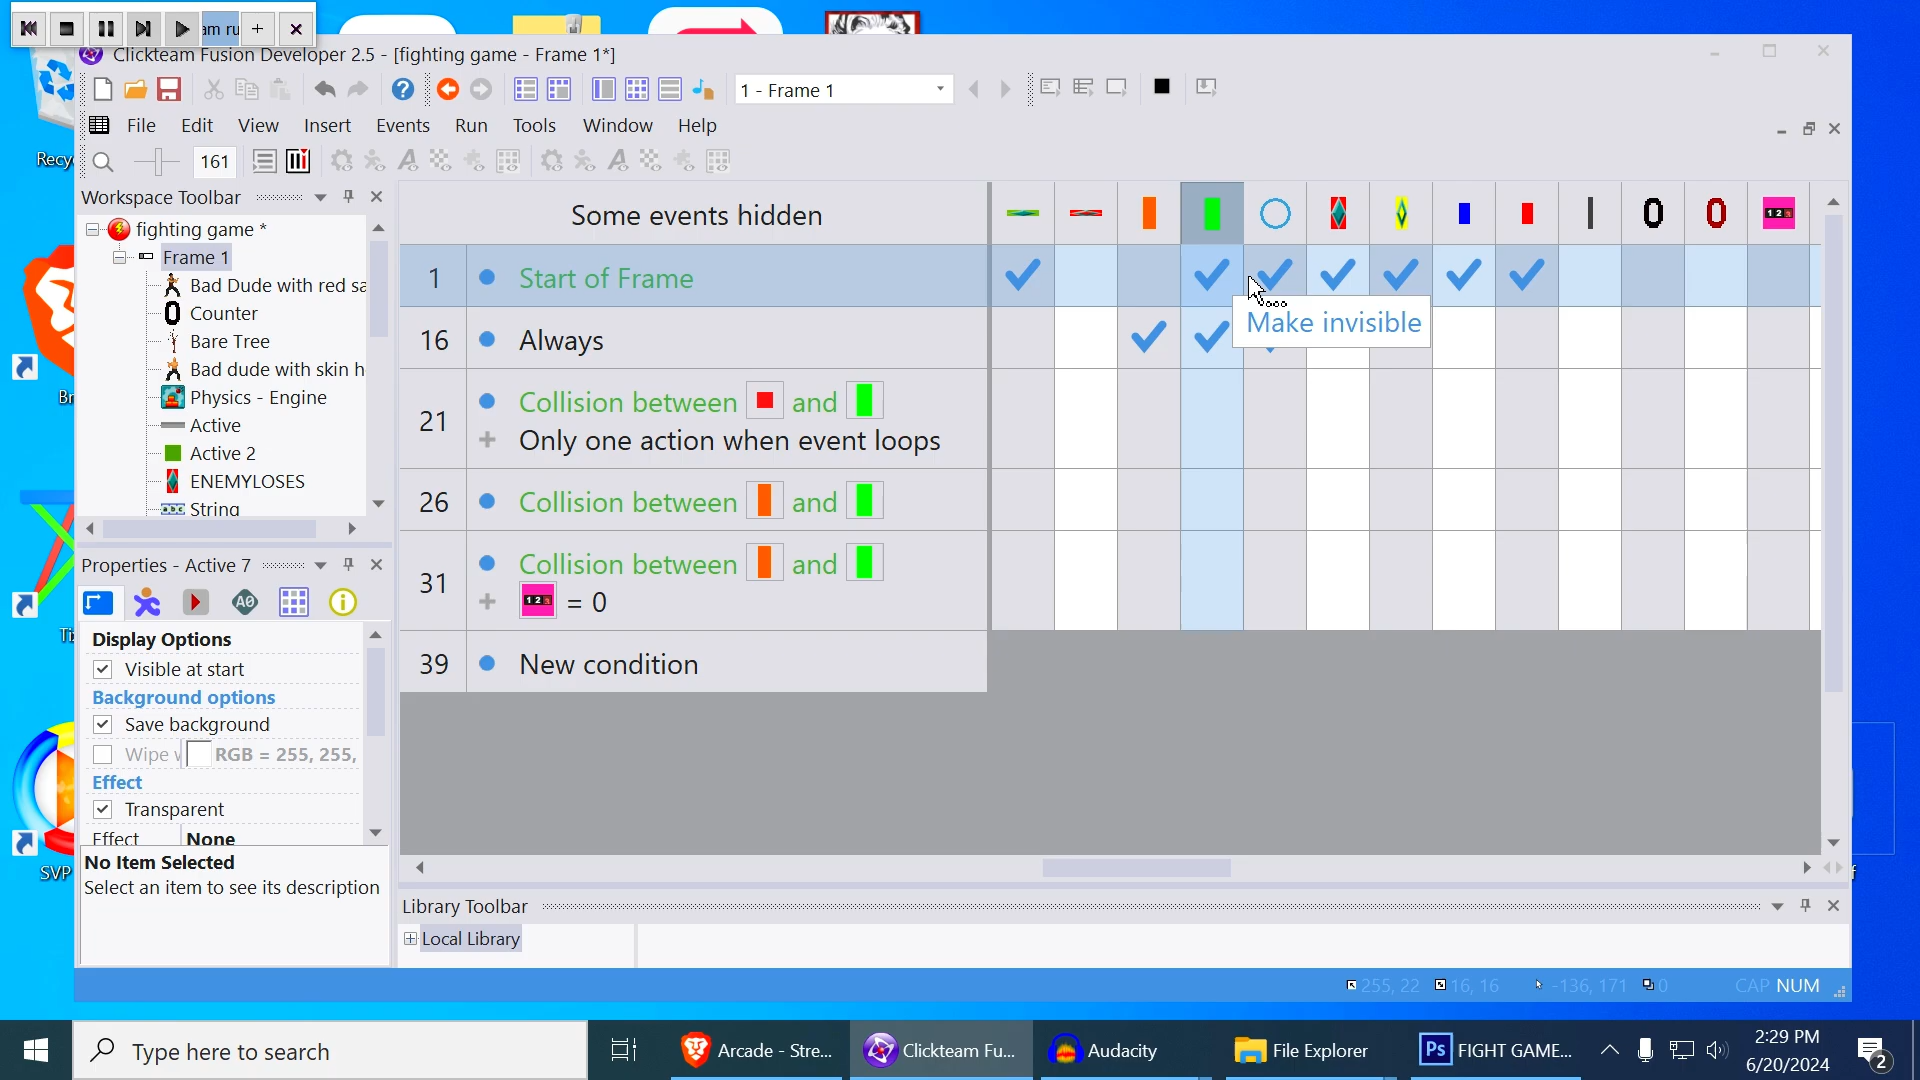 am ru
Clickteam Fusion Developer 2.5 - [fighting game - Frame 1*]
1 - Frame 1
File Edit View Insert Events Run Tools Window Help
161
Workspace Toolbar
fighting game *
Frame 1
Bad Dude with red sa
Counter
Bare Tree
Bad dude with skin h
Physics - Engine
Active
Active 2
ENEMYLOSES
String
Properties - Active 7
Display Options
Visible at start
Background options
Save background
Wipe RGB = 255, 255,
Effect
Transparent
Effect None
No Item Selected
Select an item to see its description
Some events hidden
1 Start of Frame
Make invisible
16 Always
21 Collision between and
Only one action when event loops
26 Collision between and
31 Collision between and
= 0
39 New condition
Library Toolbar
Local Library
255, 22 16, 16 -136, 171 0 CAP NUM
Recy
Br
Ti
SVP
Type here to search
Arcade - Stre...
Clickteam Fu...
Audacity
File Explorer
Ps FIGHT GAME...
2:29 PM
6/20/2024
2